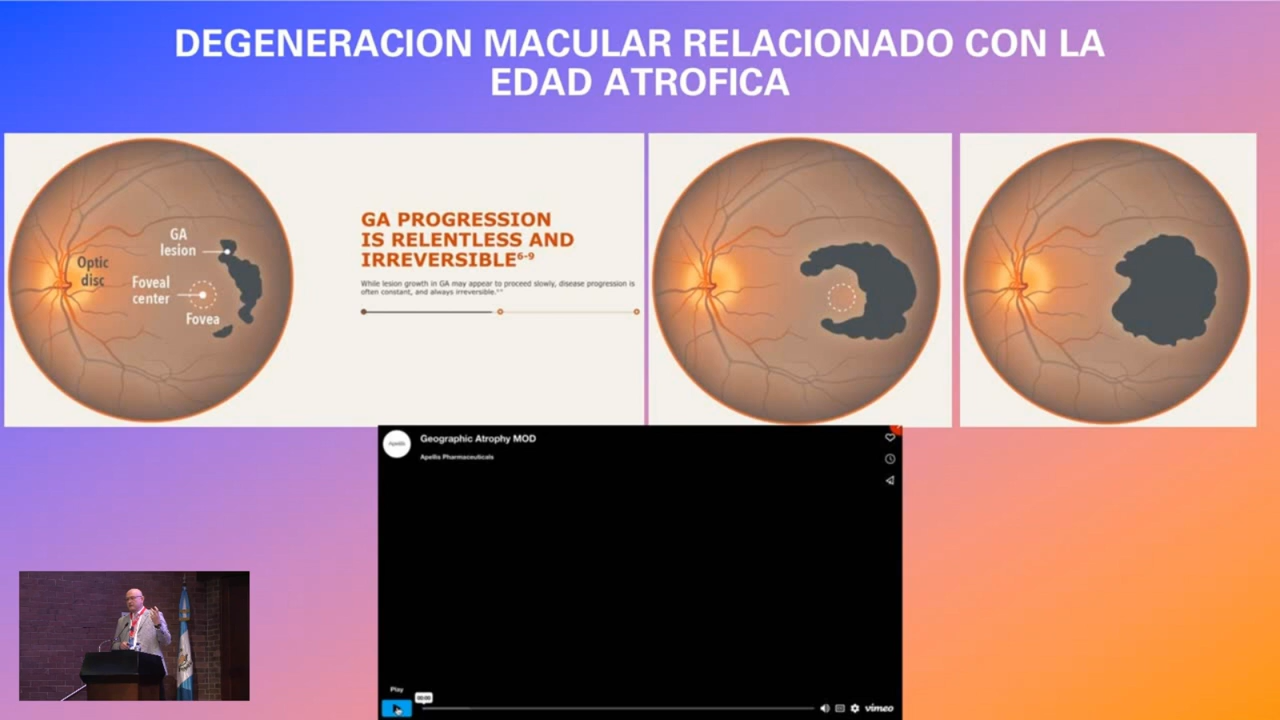 DEGENERACION MACULAR RELACIONADO CON LA
EDAD ATROFICA
GA
lesion
Optic
disc
Foveal
center
Fovea
GA PROGRESSION
IS RELENTLESS AND
IRREVERSIBLE⁶⁻⁹
While lesion growth in GA may appear to proceed slowly, disease progression is
often constant, and always irreversible.
Geographic Atrophy MOD
Apellis Pharmaceuticals
Apellis
Play
00:00
vimeo